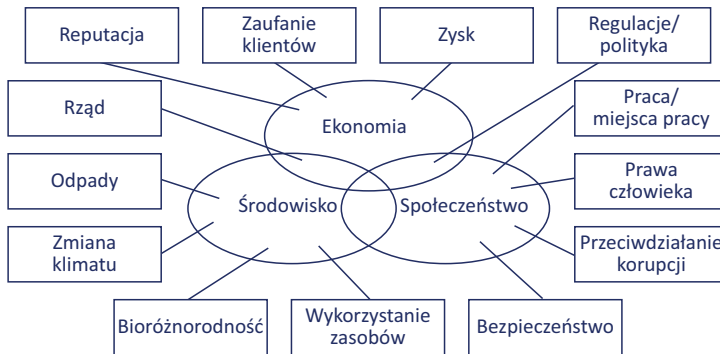 Reputacja
Zaufanie
klientów
Zysk
Regulacje/
polityka
Rząd
Ekonomia
Praca/
miejsca pracy
Odpady
Środowisko
Społeczeństwo
Prawa
człowieka
Zmiana
klimatu
Przeciwdziałanie
korupcji
Bioróżnorodność
Wykorzystanie
zasobów
Bezpieczeństwo